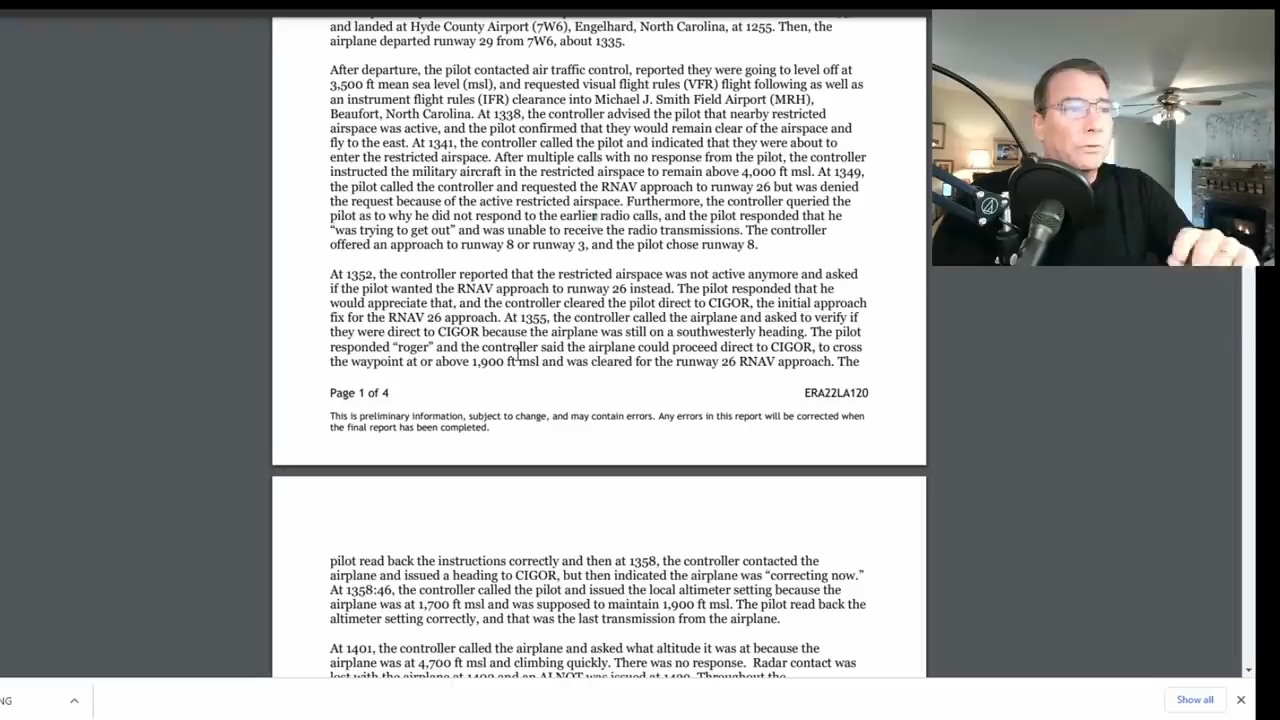 and landed at Hyde County Airport (7W6), Engelhard, North Carolina, at 1255. Then, the
airplane departed runway 29 from 7W6, about 1335.
After departure, the pilot contacted air traffic control, reported they were going to level off at
3,500 ft mean sea level (msl), and requested visual flight rules (VFR) flight following as well as
an instrument flight rules (IFR) clearance into Michael J. Smith Field Airport (MRH),
Beaufort, North Carolina. At 1338, the controller advised the pilot that nearby restricted
airspace was active, and the pilot confirmed that they would remain clear of the airspace and
fly to the east. At 1341, the controller called the pilot and indicated that they were about to
enter the restricted airspace. After multiple calls with no response from the pilot, the controller
instructed the military aircraft in the restricted airspace to remain above 4,000 ft msl. At 1349,
the pilot called the controller and requested the RNAV approach to runway 26 but was denied
the request because of the active restricted airspace. Furthermore, the controller queried the
pilot as to why he did not respond to the earlier radio calls, and the pilot responded that he
“was trying to get out” and was unable to receive the radio transmissions. The controller
offered an approach to runway 8 or runway 3, and the pilot chose runway 8.
At 1352, the controller reported that the restricted airspace was not active anymore and asked
if the pilot wanted the RNAV approach to runway 26 instead. The pilot responded that he
would appreciate that, and the controller cleared the pilot direct to CIGOR, the initial approach
fix for the RNAV 26 approach. At 1355, the controller called the airplane and asked to verify if
they were direct to CIGOR because the airplane was still on a southwesterly heading. The pilot
responded “roger” and the controller said the airplane could proceed direct to CIGOR, to cross
the waypoint at or above 1,900 ft msl and was cleared for the runway 26 RNAV approach. The
Page 1 of 4 ERA22LA120
This is preliminary information, subject to change, and may contain errors. Any errors in this report will be corrected when
the final report has been completed.
pilot read back the instructions correctly and then at 1358, the controller contacted the
airplane and issued a heading to CIGOR, but then indicated the airplane was “correcting now.”
At 1358:46, the controller called the pilot and issued the local altimeter setting because the
airplane was at 1,700 ft msl and was supposed to maintain 1,900 ft msl. The pilot read back the
altimeter setting correctly, and that was the last transmission from the airplane.
At 1401, the controller called the airplane and asked what altitude it was at because the
airplane was at 4,700 ft msl and climbing quickly. There was no response. Radar contact was
lost with the airplane at 1402 and an ALNOT was issued at 1429. Throughout the
NG
Show all